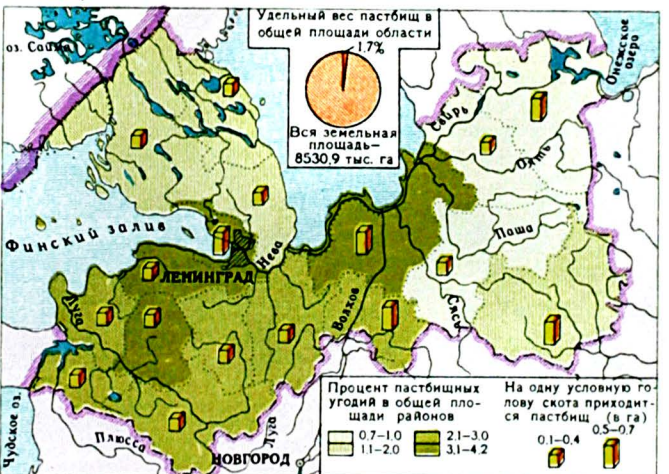 Удельный вес пастбищ в
общей площади области
1,7%
Вся земельная
площадь—
8530,9 тыс. га
оз. Сайма
Онежское
озеро
Свирь
Оять
Паша
Сясь
Финский залив
Нева
ЛЕНИНГРАД
Волхов
Луга
Чудское оз.
Плюсса
Луга
НОВГОРОД
Процент пастбищных
угодий в общей пло-
щади районов
0,7—1,0
1,1—2,0
2,1—3,0
3,1—4,2
На одну условную го-
лову скота приходит-
ся пастбищ (в га)
0,1—0,4
0,5—0,7